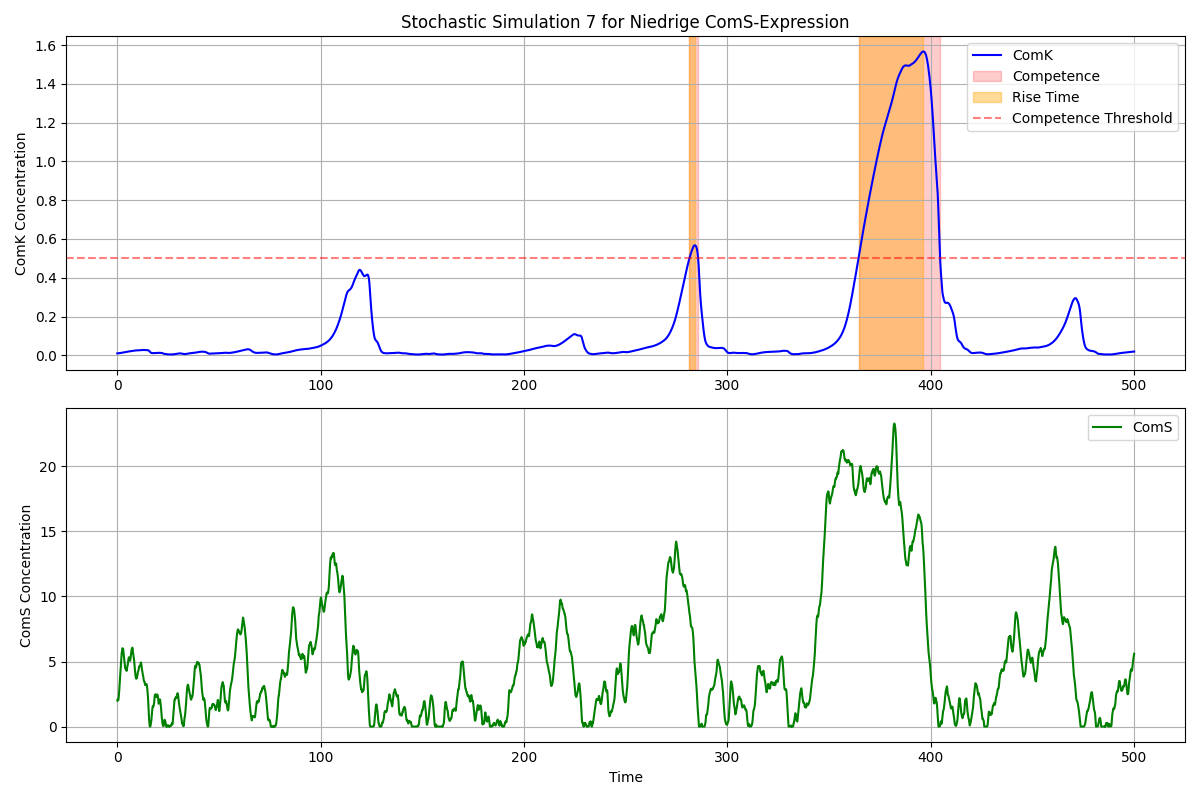 Stochastic Simulation 7 for Niedrige ComS-Expression
ComK Concentration
1.6
1.4
1.2
1.0
0.8
0.6
0.4
0.2
0.0
0 100 200 300 400 500
ComK
Competence
Rise Time
Competence Threshold
ComS Concentration
20
15
10
5
0
0 100 200 300 400 500
ComS
Time